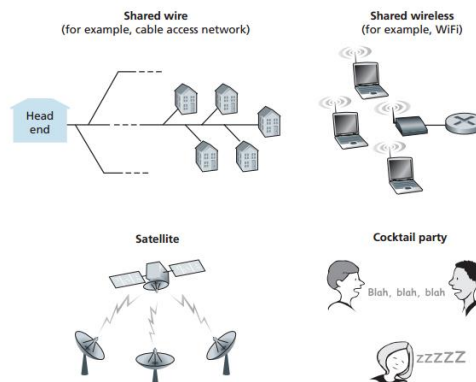 Shared wire
(for example, cable access network)
Shared wireless
(for example, WiFi)
Head
end
Satellite
Cocktail party
Blah, blah, blah
zzzzz